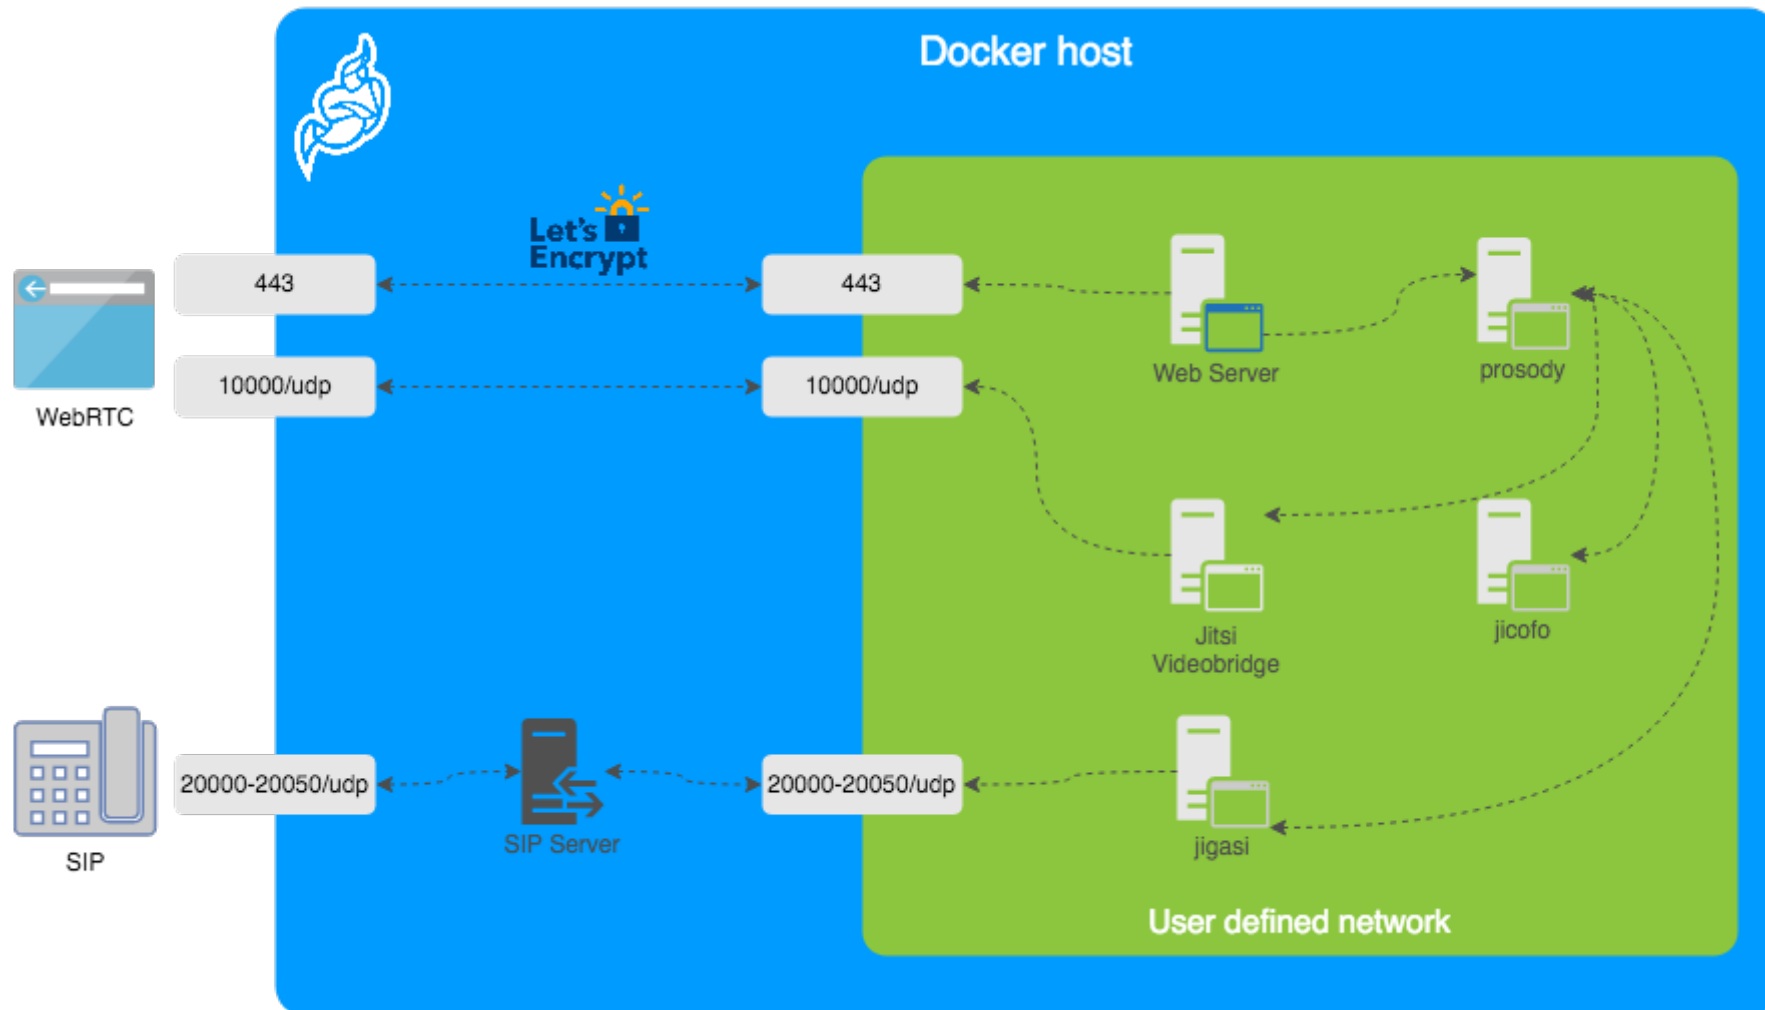 Docker host
Let's
Encrypt
443
443
10000/udp
10000/udp
WebRTC
Web Server
prosody
Jitsi
Videobridge
jicofo
20000-20050/udp
20000-20050/udp
SIP Server
SIP
jigasi
User defined network